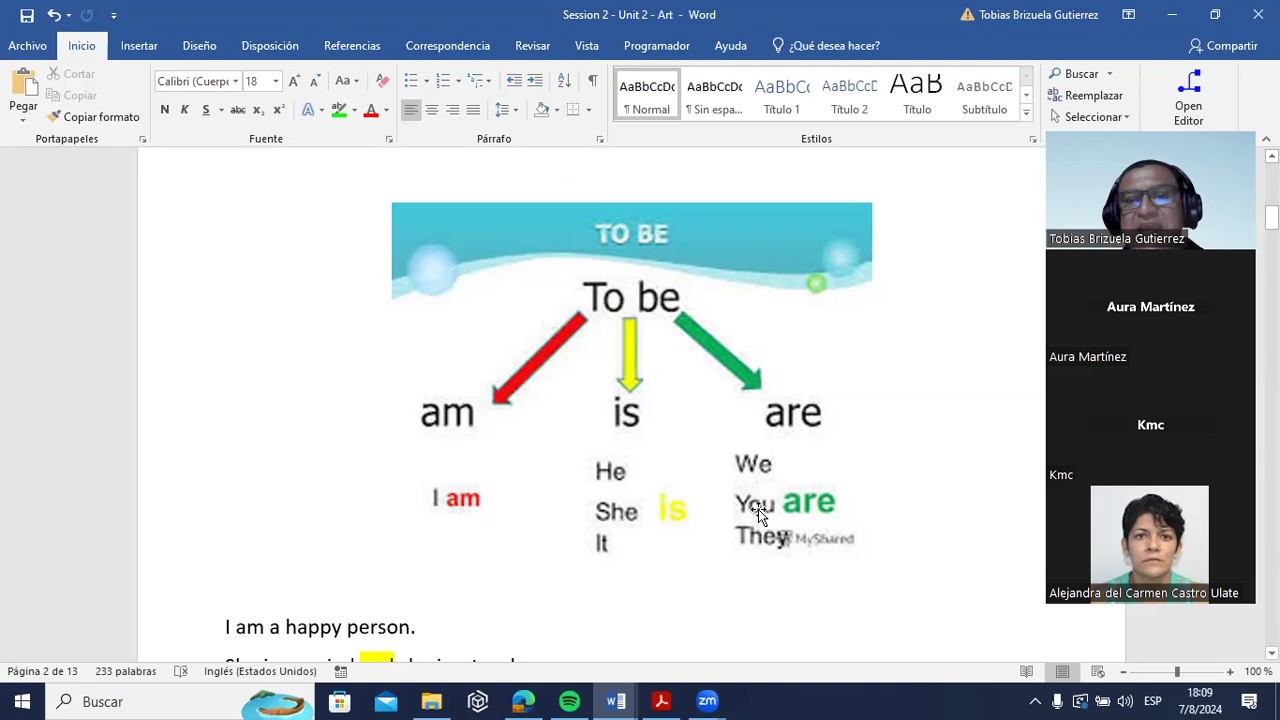 Session 2 - Unit 2 - Art - Word
Tobias Brizuela Gutierrez
Archivo Inicio Insertar Diseño Disposición Referencias Correspondencia Revisar Vista Programador Ayuda ¿Qué desea hacer? Compartir
Pegar
Cortar
Copiar
Copiar formato
Portapapeles
Calibri (Cuerpo 18
N K S abc x₂ x²
Fuente
Párrafo
AaBbCcDc AaBbCcDc AaBbCc AaBbCcD AaB AaBbCcD
¶ Normal ¶ Sin espa... Título 1 Título 2 Título Subtítulo
Estilos
Buscar
Reemplazar
Seleccionar
Open
Editor
TO BE
To be
am is are
I am
He
She is
It
We
You are
They MyShared
I am a happy person.
Tobias Brizuela Gutierrez
Aura Martínez
Aura Martínez
Kmc
Kmc
Alejandra del Carmen Castro Ulate
Página 2 de 13 233 palabras Inglés (Estados Unidos) 100 %
Buscar
ESP
18:09
7/8/2024